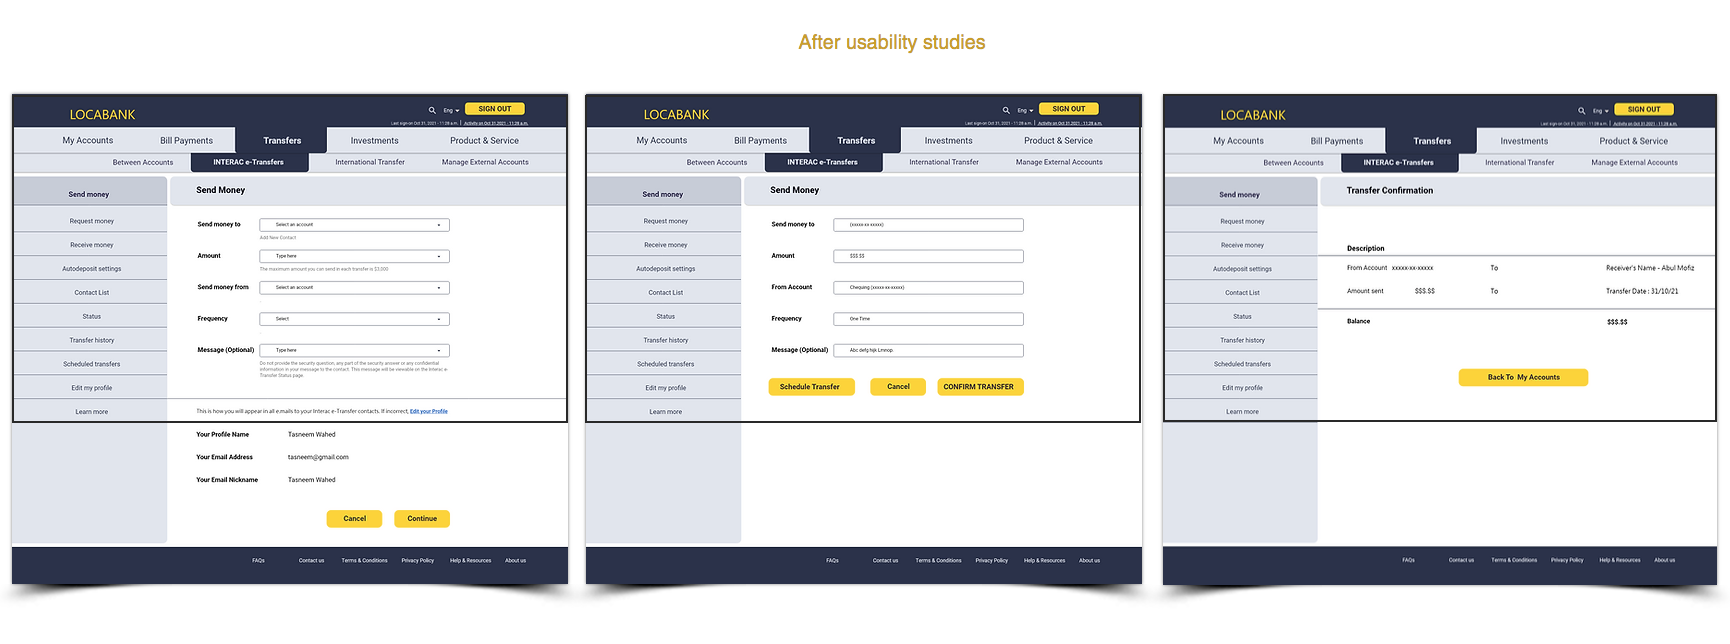 After usability studies
LOCABANK
Eng
SIGN OUT
Last sign-on Oct 31, 2021 - 11:28 a.m. | Activity on Oct 31,2021 - 11:28 a.m.
My Accounts
Bill Payments
Transfers
Investments
Product & Service
Between Accounts
INTERAC e-Transfers
International Transfer
Manage External Accounts
Send money
Request money
Receive money
Autodeposit settings
Contact List
Status
Transfer history
Scheduled transfers
Edit my profile
Learn more
Send Money
Send money to
Select an account
Add New Contact
Amount
Type here
The maximum amount you can send in each transfer is $3,000
Send money from
Select an account
Frequency
Select
Message (Optional)
Type here
Do not provide the security question, any part of the security answer or any confidential
information in your message to the contact. This message will be viewable on the Interac e-
Transfer Status page.
This is how you will appear in all e.mails to your Interac e-Transfer contacts. If incorrect, Edit your Profile
Your Profile Name
Tasneem Wahed
Your Email Address
tasneem@gmail.com
Your Email Nickname
Tasneem Wahed
Cancel
Continue
FAQs
Contact us
Terms & Conditions
Privacy Policy
Help & Resources
About us
LOCABANK
Eng
SIGN OUT
Last sign-on Oct 31, 2021 - 11:28 a.m. | Activity on Oct 31,2021 - 11:28 a.m.
My Accounts
Bill Payments
Transfers
Investments
Product & Service
Between Accounts
INTERAC e-Transfers
International Transfer
Manage External Accounts
Send money
Request money
Receive money
Autodeposit settings
Contact List
Status
Transfer history
Scheduled transfers
Edit my profile
Learn more
Send Money
Send money to
(xxxxx-xx-xxxxx)
Amount
$$$.$$
From Account
Chequing (xxxxx-xx-xxxxx)
Frequency
One Time
Message (Optional)
Abc defg hijk Lmnop
Schedule Transfer
Cancel
CONFIRM TRANSFER
FAQs
Contact us
Terms & Conditions
Privacy Policy
Help & Resources
About us
LOCABANK
Eng
SIGN OUT
Last sign-on Oct 31, 2021 - 11:28 a.m. | Activity on Oct 31,2021 - 11:28 a.m.
My Accounts
Bill Payments
Transfers
Investments
Product & Service
Between Accounts
INTERAC e-Transfers
International Transfer
Manage External Accounts
Send money
Request money
Receive money
Autodeposit settings
Contact List
Status
Transfer history
Scheduled transfers
Edit my profile
Learn more
Transfer Confirmation
Description
From Account xxxxx-xx-xxxxx To Receiver's Name - Abul Mofiz
Amount sent $$$.$$ To Transfer Date : 31/10/21
Balance $$$.$$
Back To My Accounts
FAQs
Contact us
Terms & Conditions
Privacy Policy
Help & Resources
About us